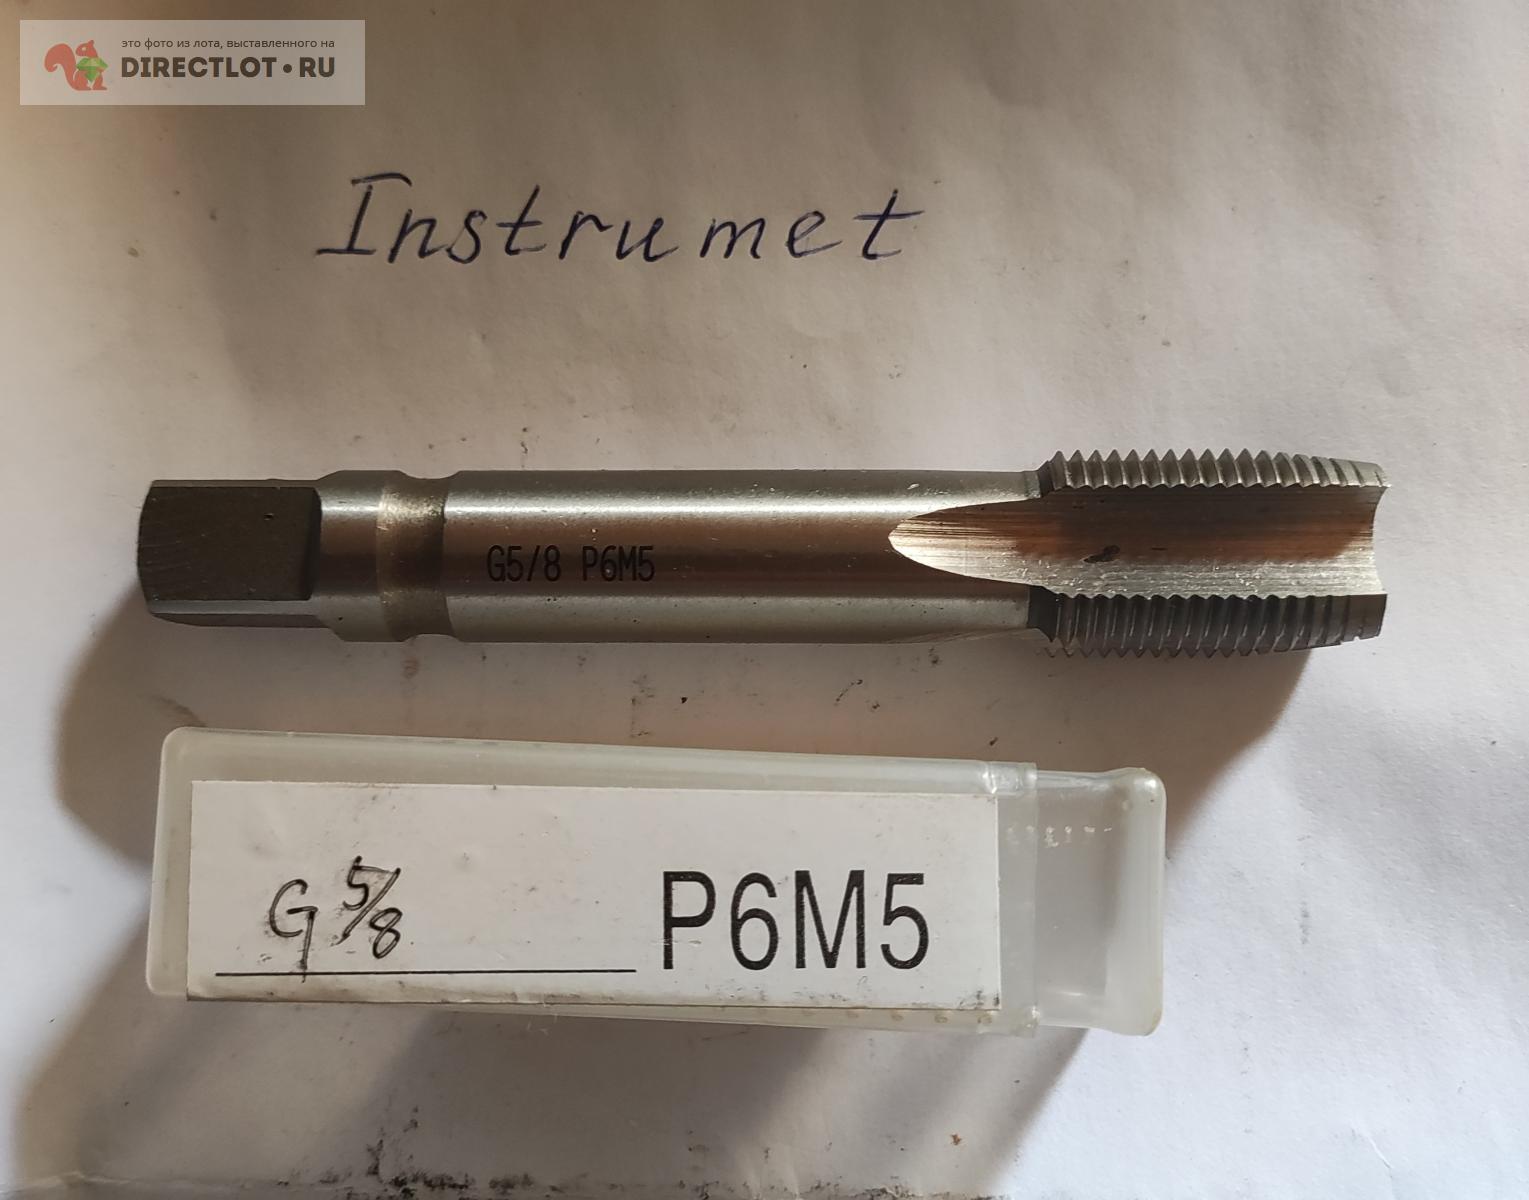 это фото из лота, выставленного на
DIRECTLOT•RU
Instrumet
G5/8 P6M5
G 5/8 P6M5